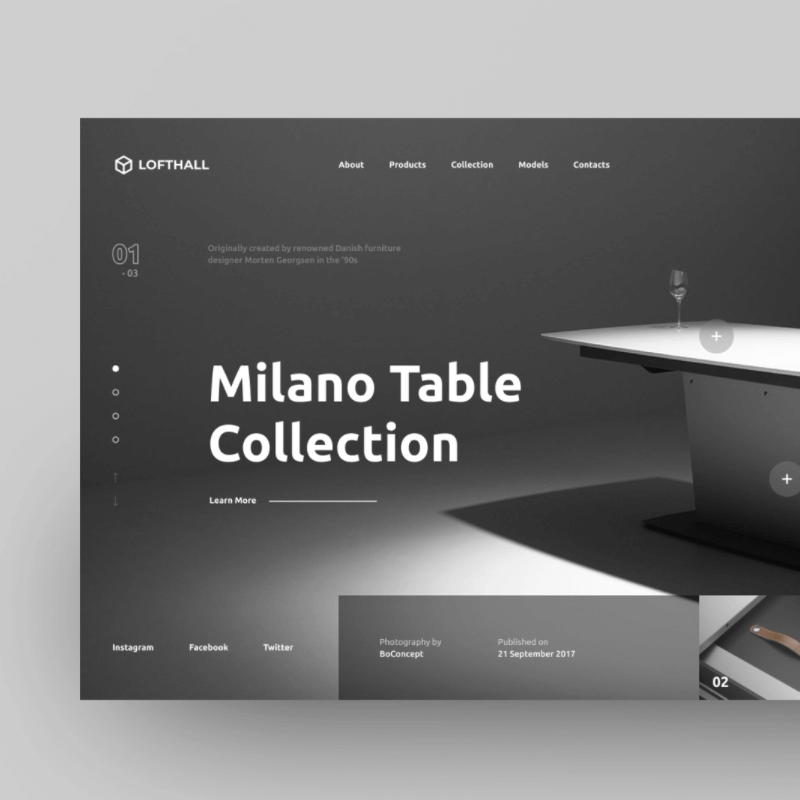 LOFTHALL
About Products Collection Models Contacts
01
- 03
Originally created by renowned Danish furniture
designer Morten Georgsen in the '90s
Milano Table
Collection
Learn More
Instagram Facebook Twitter
Photography by
BoConcept
Published on
21 September 2017
02